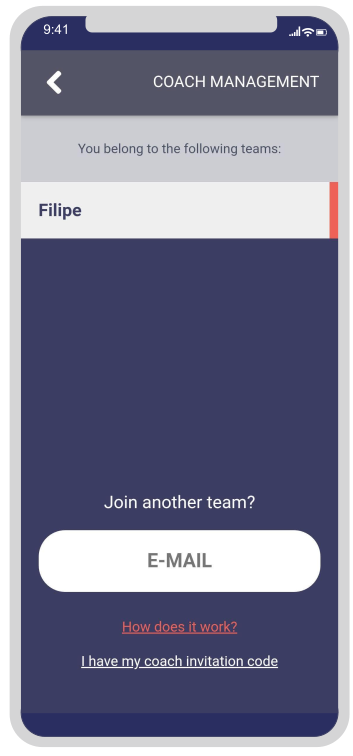 9:41
COACH MANAGEMENT
You belong to the following teams:
Filipe
Join another team?
E-MAIL
How does it work?
I have my coach invitation code